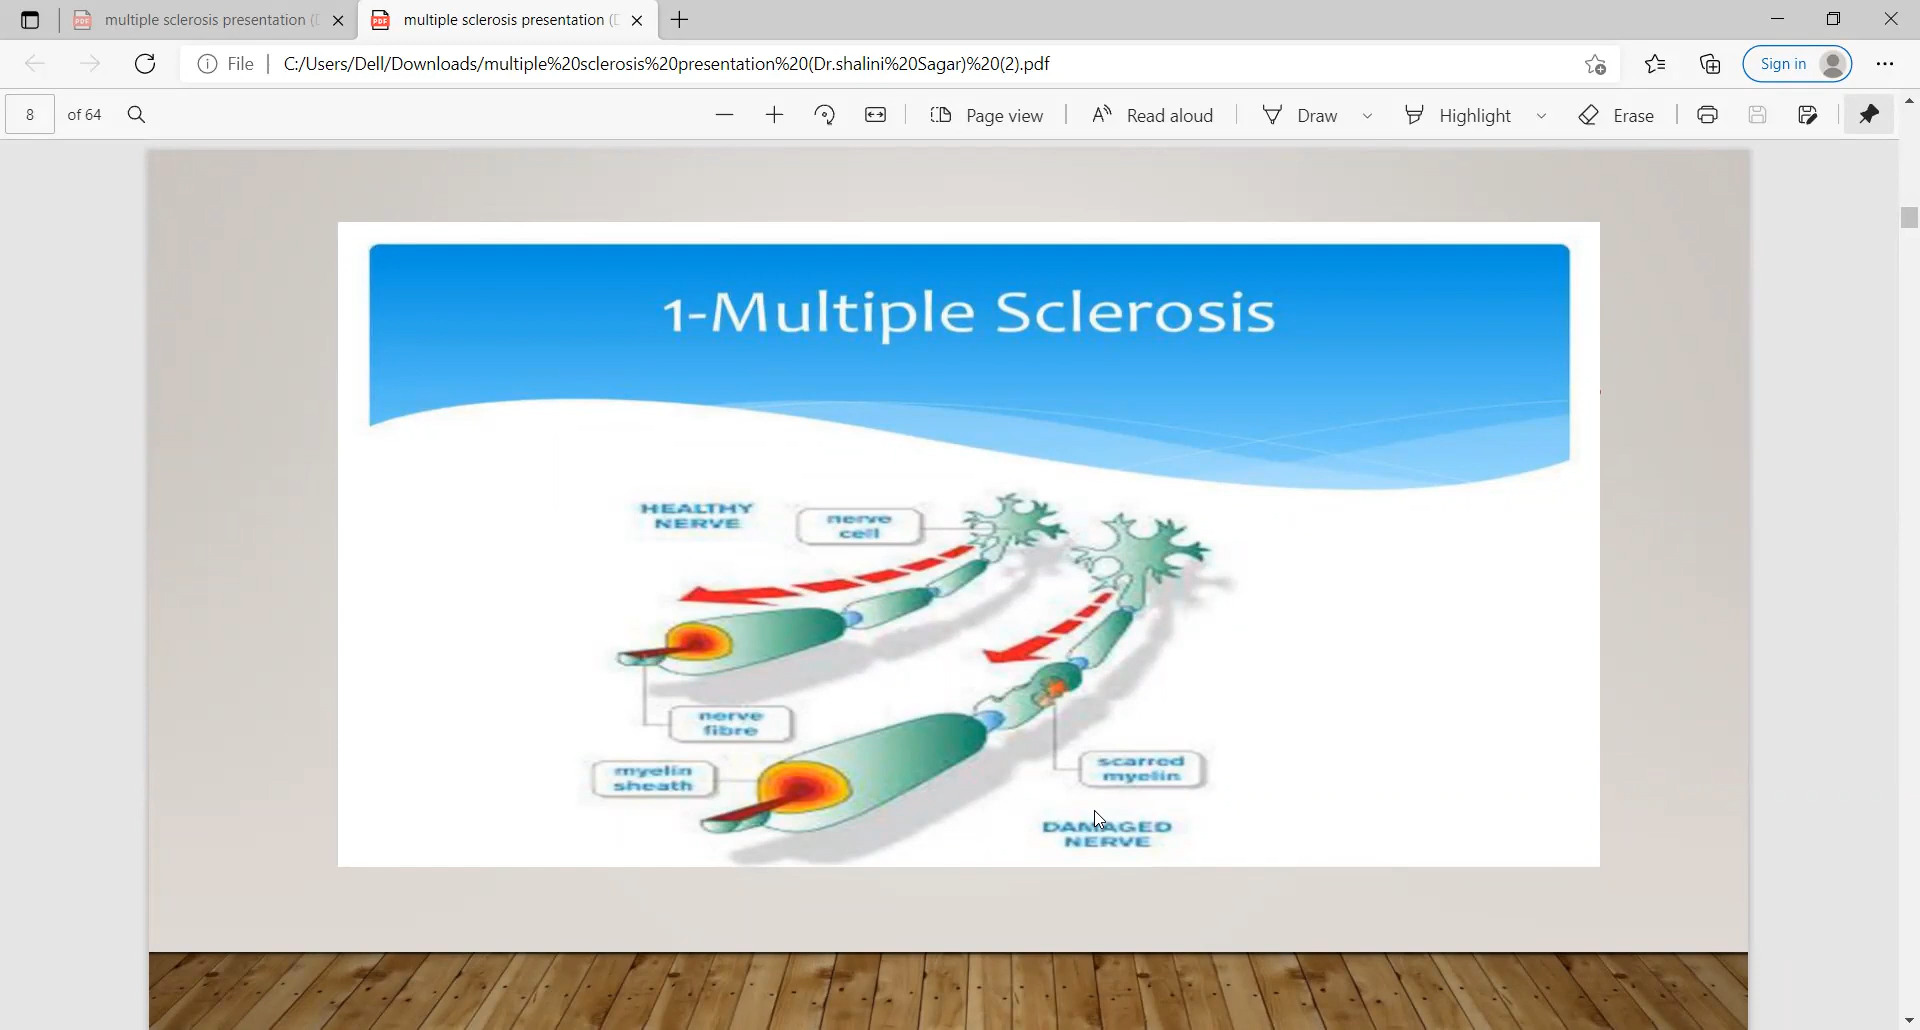 multiple sclerosis presentation (
multiple sclerosis presentation (
File
C:/Users/Dell/Downloads/multiple%20sclerosis%20presentation%20(Dr.shalini%20Sagar)%20(2).pdf
Sign in
8 of 64
Page view
Read aloud
Draw
Highlight
Erase
1-Multiple Sclerosis
HEALTHY
NERVE
nerve
cell
nerve
fibre
myelin
sheath
scarred
myelin
DAMAGED
NERVE